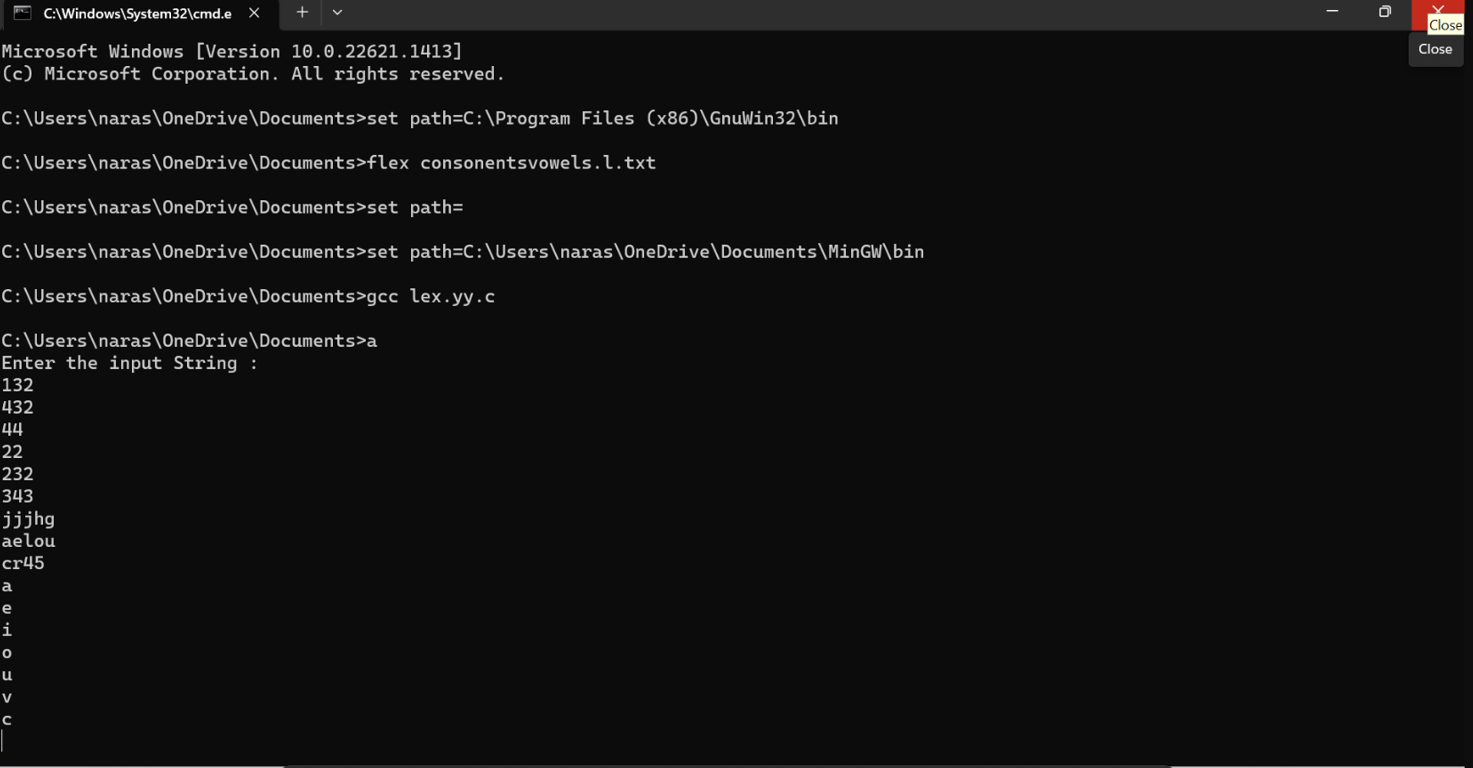 C:\Windows\System32\cmd.e
Close
Close
Microsoft Windows [Version 10.0.22621.1413]
(c) Microsoft Corporation. All rights reserved.
C:\Users\naras\OneDrive\Documents>set path=C:\Program Files (x86)\GnuWin32\bin
C:\Users\naras\OneDrive\Documents>flex consonentsvowels.l.txt
C:\Users\naras\OneDrive\Documents>set path=
C:\Users\naras\OneDrive\Documents>set path=C:\Users\naras\OneDrive\Documents\MinGW\bin
C:\Users\naras\OneDrive\Documents>gcc lex.yy.c
C:\Users\naras\OneDrive\Documents>a
Enter the input String :
132
432
44
22
232
343
jjjhg
aelou
cr45
a
e
i
o
u
v
c